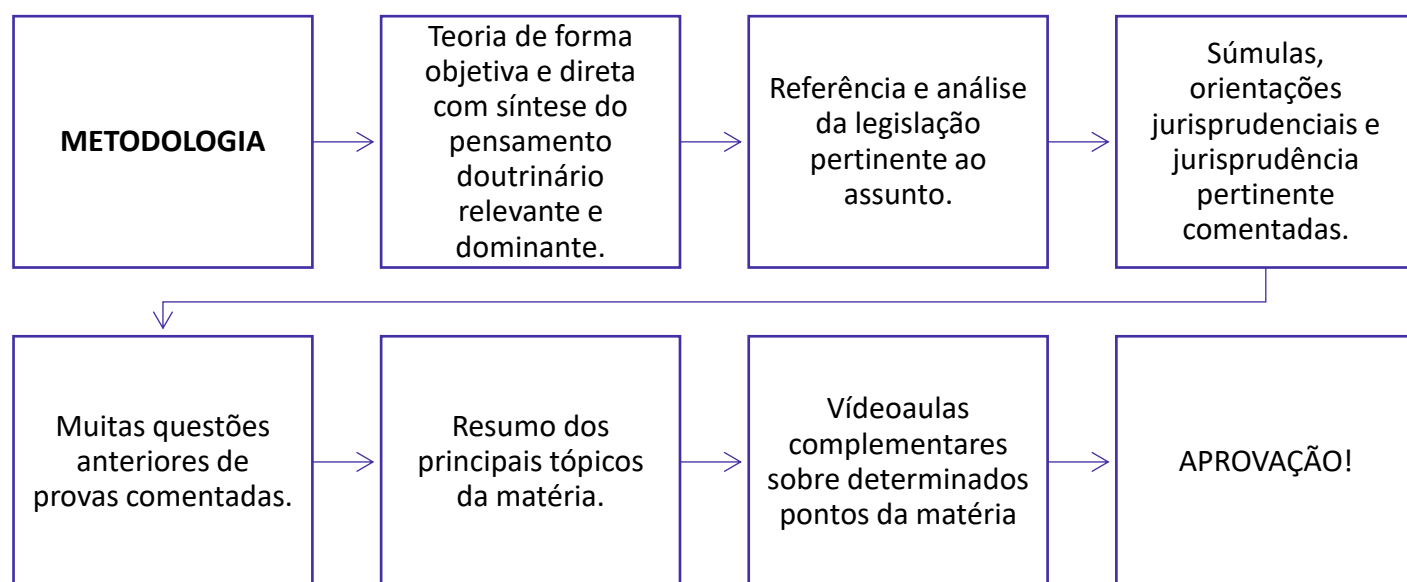 METODOLOGIA
Teoria de forma
objetiva e direta
com síntese do
pensamento
doutrinário
relevante e
dominante.
Referência e análise
da legislação
pertinente ao
assunto.
Súmulas,
orientações
jurisprudenciais e
jurisprudência
pertinente
comentadas.
Muitas questões
anteriores de
provas comentadas.
Resumo dos
principais tópicos
da matéria.
Vídeoaulas
complementares
sobre determinados
pontos da matéria
APROVAÇÃO!